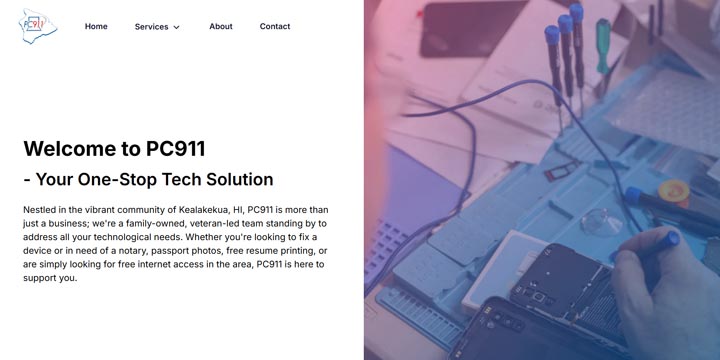 PC911
Home Services About Contact
Welcome to PC911
- Your One-Stop Tech Solution
Nestled in the vibrant community of Kealakekua, HI, PC911 is more than
just a business; we're a family-owned, veteran-led team standing by to
address all your technological needs. Whether you're looking to fix a
device or in need of a notary, passport photos, free resume printing, or
are simply looking for free internet access in the area, PC911 is here to
support you.